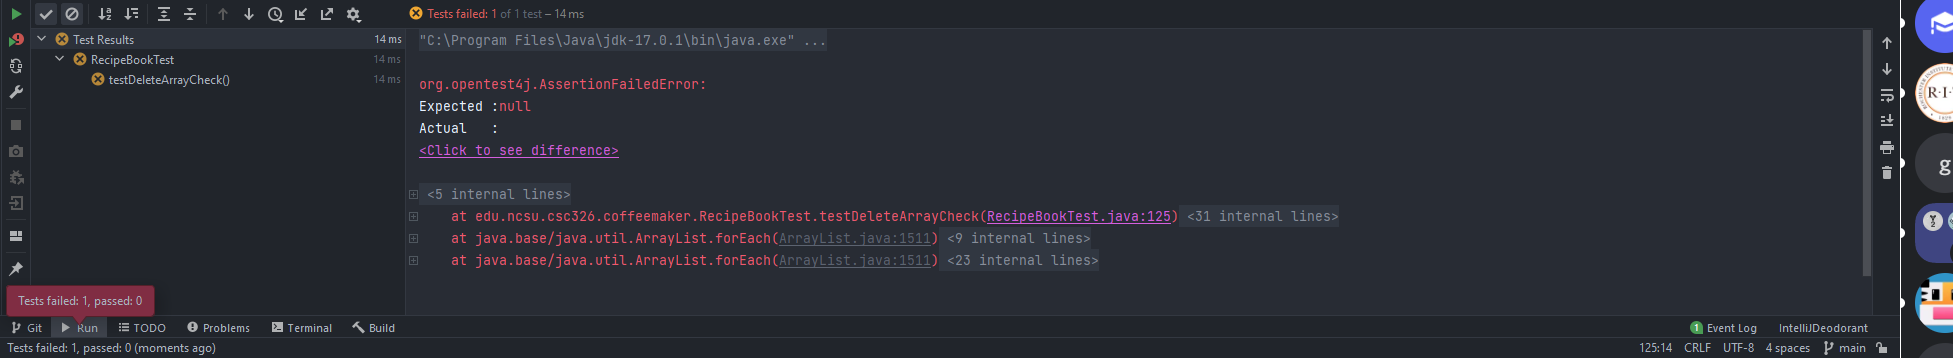 Tests failed: 1 of 1 test – 14 ms
Test Results 14 ms
RecipeBookTest 14 ms
testDeleteArrayCheck() 14 ms
"C:\Program Files\Java\jdk-17.0.1\bin\java.exe" ...
org.opentest4j.AssertionFailedError:
Expected :null
Actual   :
<Click to see difference>
<5 internal lines>
at edu.ncsu.csc326.coffeemaker.RecipeBookTest.testDeleteArrayCheck(RecipeBookTest.java:125) <31 internal lines>
at java.base/java.util.ArrayList.forEach(ArrayList.java:1511) <9 internal lines>
at java.base/java.util.ArrayList.forEach(ArrayList.java:1511) <23 internal lines>
Tests failed: 1, passed: 0
Git Run TODO Problems Terminal Build 1 Event Log IntelliJDeodorant
Tests failed: 1, passed: 0 (moments ago) 125:14 CRLF UTF-8 4 spaces main
R·I·T
g